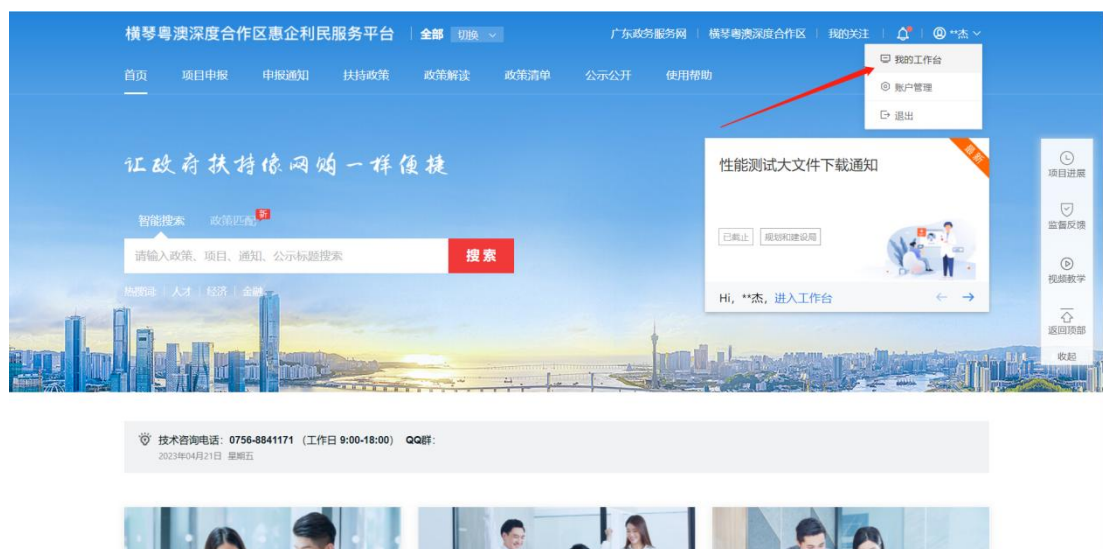 横琴粤澳深度合作区惠企利民服务平台 全部 切换 广东政务服务网 横琴粤澳深度合作区 我的关注 **杰
首页 项目申报 申报通知 扶持政策 政策解读 政策清单 公示公开 使用帮助
我的工作台
账户管理
退出
让政府扶持像网购一样便捷
智能搜索 政策匹配 新
请输入政策、项目、通知、公示标题搜索 搜索
热搜词 人才 经济 金融
性能测试大文件下载通知 最新
已截止 规划和建设局
Hi，**杰，进入工作台
项目进展
监督反馈
视频教学
返回顶部
收起
技术咨询电话：0756-8841171 （工作日 9:00-18:00） QQ群：
2023年04月21日 星期五